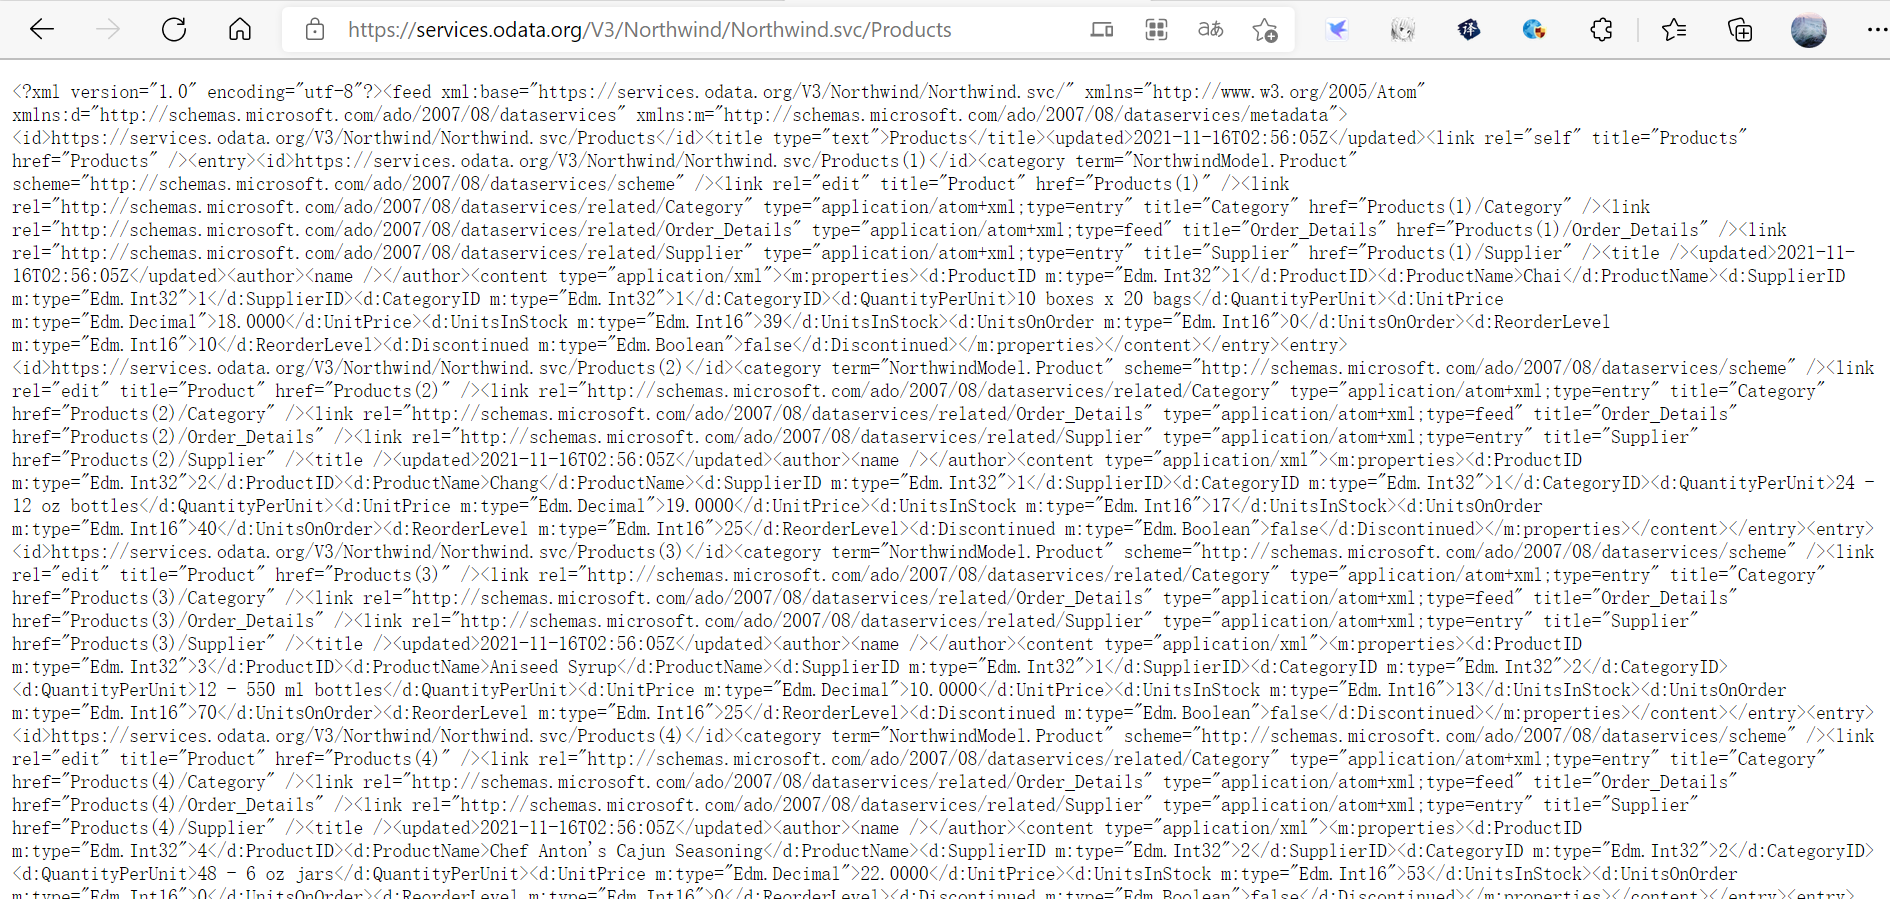 https://services.odata.org/V3/Northwind/Northwind.svc/Products
<?xml version="1.0" encoding="utf-8"?><feed xml:base="https://services.odata.org/V3/Northwind/Northwind.svc/" xmlns="http://www.w3.org/2005/Atom"
xmlns:d="http://schemas.microsoft.com/ado/2007/08/dataservices" xmlns:m="http://schemas.microsoft.com/ado/2007/08/dataservices/metadata">
<id>https://services.odata.org/V3/Northwind/Northwind.svc/Products</id><title type="text">Products</title><updated>2021-11-16T02:56:05Z</updated><link rel="self" title="Products"
href="Products" /><entry><id>https://services.odata.org/V3/Northwind/Northwind.svc/Products(1)</id><category term="NorthwindModel.Product"
scheme="http://schemas.microsoft.com/ado/2007/08/dataservices/scheme" /><link rel="edit" title="Product" href="Products(1)" /><link
rel="http://schemas.microsoft.com/ado/2007/08/dataservices/related/Category" type="application/atom+xml;type=entry" title="Category" href="Products(1)/Category" /><link
rel="http://schemas.microsoft.com/ado/2007/08/dataservices/related/Order_Details" type="application/atom+xml;type=feed" title="Order_Details" href="Products(1)/Order_Details" /><link
rel="http://schemas.microsoft.com/ado/2007/08/dataservices/related/Supplier" type="application/atom+xml;type=entry" title="Supplier" href="Products(1)/Supplier" /><title /><updated>2021-11-
16T02:56:05Z</updated><author><name /></author><content type="application/xml"><m:properties><d:ProductID m:type="Edm.Int32">1</d:ProductID><d:ProductName>Chai</d:ProductName><d:SupplierID
m:type="Edm.Int32">1</d:SupplierID><d:CategoryID m:type="Edm.Int32">1</d:CategoryID><d:QuantityPerUnit>10 boxes x 20 bags</d:QuantityPerUnit><d:UnitPrice
m:type="Edm.Decimal">18.0000</d:UnitPrice><d:UnitsInStock m:type="Edm.Int16">39</d:UnitsInStock><d:UnitsOnOrder m:type="Edm.Int16">0</d:UnitsOnOrder><d:ReorderLevel
m:type="Edm.Int16">10</d:ReorderLevel><d:Discontinued m:type="Edm.Boolean">false</d:Discontinued></m:properties></content></entry><entry>
<id>https://services.odata.org/V3/Northwind/Northwind.svc/Products(2)</id><category term="NorthwindModel.Product" scheme="http://schemas.microsoft.com/ado/2007/08/dataservices/scheme" /><link
rel="edit" title="Product" href="Products(2)" /><link rel="http://schemas.microsoft.com/ado/2007/08/dataservices/related/Category" type="application/atom+xml;type=entry" title="Category"
href="Products(2)/Category" /><link rel="http://schemas.microsoft.com/ado/2007/08/dataservices/related/Order_Details" type="application/atom+xml;type=feed" title="Order_Details"
href="Products(2)/Order_Details" /><link rel="http://schemas.microsoft.com/ado/2007/08/dataservices/related/Supplier" type="application/atom+xml;type=entry" title="Supplier"
href="Products(2)/Supplier" /><title /><updated>2021-11-16T02:56:05Z</updated><author><name /></author><content type="application/xml"><m:properties><d:ProductID
m:type="Edm.Int32">2</d:ProductID><d:ProductName>Chang</d:ProductName><d:SupplierID m:type="Edm.Int32">1</d:SupplierID><d:CategoryID m:type="Edm.Int32">1</d:CategoryID><d:QuantityPerUnit>24 -
12 oz bottles</d:QuantityPerUnit><d:UnitPrice m:type="Edm.Decimal">19.0000</d:UnitPrice><d:UnitsInStock m:type="Edm.Int16">17</d:UnitsInStock><d:UnitsOnOrder
m:type="Edm.Int16">40</d:UnitsOnOrder><d:ReorderLevel m:type="Edm.Int16">25</d:ReorderLevel><d:Discontinued m:type="Edm.Boolean">false</d:Discontinued></m:properties></content></entry><entry>
<id>https://services.odata.org/V3/Northwind/Northwind.svc/Products(3)</id><category term="NorthwindModel.Product" scheme="http://schemas.microsoft.com/ado/2007/08/dataservices/scheme" /><link
rel="edit" title="Product" href="Products(3)" /><link rel="http://schemas.microsoft.com/ado/2007/08/dataservices/related/Category" type="application/atom+xml;type=entry" title="Category"
href="Products(3)/Category" /><link rel="http://schemas.microsoft.com/ado/2007/08/dataservices/related/Order_Details" type="application/atom+xml;type=feed" title="Order_Details"
href="Products(3)/Order_Details" /><link rel="http://schemas.microsoft.com/ado/2007/08/dataservices/related/Supplier" type="application/atom+xml;type=entry" title="Supplier"
href="Products(3)/Supplier" /><title /><updated>2021-11-16T02:56:05Z</updated><author><name /></author><content type="application/xml"><m:properties><d:ProductID
m:type="Edm.Int32">3</d:ProductID><d:ProductName>Aniseed Syrup</d:ProductName><d:SupplierID m:type="Edm.Int32">1</d:SupplierID><d:CategoryID m:type="Edm.Int32">2</d:CategoryID>
<d:QuantityPerUnit>12 - 550 ml bottles</d:QuantityPerUnit><d:UnitPrice m:type="Edm.Decimal">10.0000</d:UnitPrice><d:UnitsInStock m:type="Edm.Int16">13</d:UnitsInStock><d:UnitsOnOrder
m:type="Edm.Int16">70</d:UnitsOnOrder><d:ReorderLevel m:type="Edm.Int16">25</d:ReorderLevel><d:Discontinued m:type="Edm.Boolean">false</d:Discontinued></m:properties></content></entry><entry>
<id>https://services.odata.org/V3/Northwind/Northwind.svc/Products(4)</id><category term="NorthwindModel.Product" scheme="http://schemas.microsoft.com/ado/2007/08/dataservices/scheme" /><link
rel="edit" title="Product" href="Products(4)" /><link rel="http://schemas.microsoft.com/ado/2007/08/dataservices/related/Category" type="application/atom+xml;type=entry" title="Category"
href="Products(4)/Category" /><link rel="http://schemas.microsoft.com/ado/2007/08/dataservices/related/Order_Details" type="application/atom+xml;type=feed" title="Order_Details"
href="Products(4)/Order_Details" /><link rel="http://schemas.microsoft.com/ado/2007/08/dataservices/related/Supplier" type="application/atom+xml;type=entry" title="Supplier"
href="Products(4)/Supplier" /><title /><updated>2021-11-16T02:56:05Z</updated><author><name /></author><content type="application/xml"><m:properties><d:ProductID
m:type="Edm.Int32">4</d:ProductID><d:ProductName>Chef Anton's Cajun Seasoning</d:ProductName><d:SupplierID m:type="Edm.Int32">2</d:SupplierID><d:CategoryID m:type="Edm.Int32">2</d:CategoryID>
<d:QuantityPerUnit>48 - 6 oz jars</d:QuantityPerUnit><d:UnitPrice m:type="Edm.Decimal">22.0000</d:UnitPrice><d:UnitsInStock m:type="Edm.Int16">53</d:UnitsInStock><d:UnitsOnOrder
m:type="Edm.Int16">0</d:UnitsOnOrder><d:ReorderLevel m:type="Edm.Int16">0</d:ReorderLevel><d:Discontinued m:type="Edm.Boolean">false</d:Discontinued></m:properties></content></entry><entry>